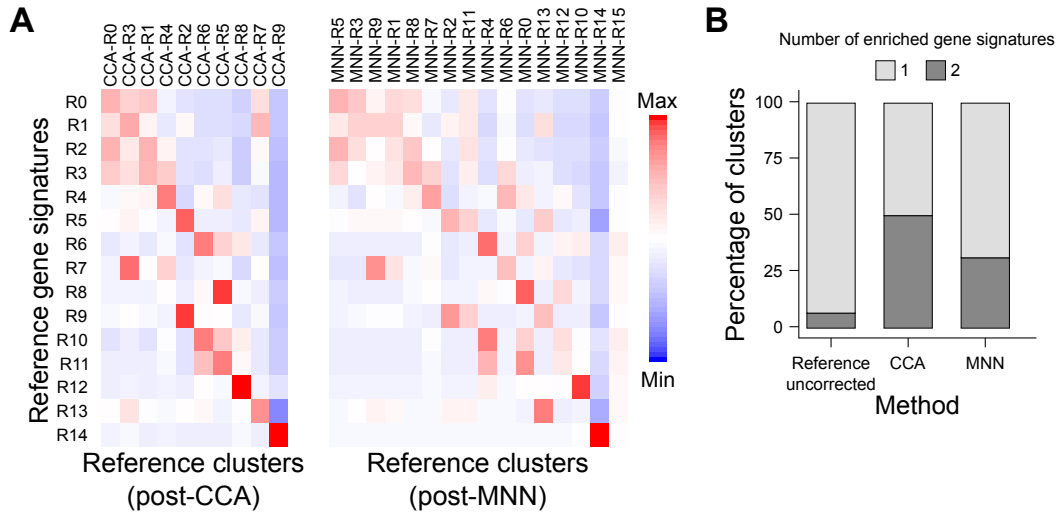 A
CCA-R0
CCA-R3
CCA-R1
CCA-R4
CCA-R2
CCA-R6
CCA-R5
CCA-R8
CCA-R7
CCA-R9
MNN-R5
MNN-R3
MNN-R9
MNN-R1
MNN-R8
MNN-R7
MNN-R2
MNN-R11
MNN-R4
MNN-R6
MNN-R0
MNN-R13
MNN-R12
MNN-R10
MNN-R14
MNN-R15
Reference gene signatures
R0
R1
R2
R3
R4
R5
R6
R7
R8
R9
R10
R11
R12
R13
R14
Max
Min
Reference clusters
(post-CCA)
Reference clusters
(post-MNN)
B
Number of enriched gene signatures
1
2
Percentage of clusters
100
75
50
25
0
Reference
uncorrected
CCA
MNN
Method